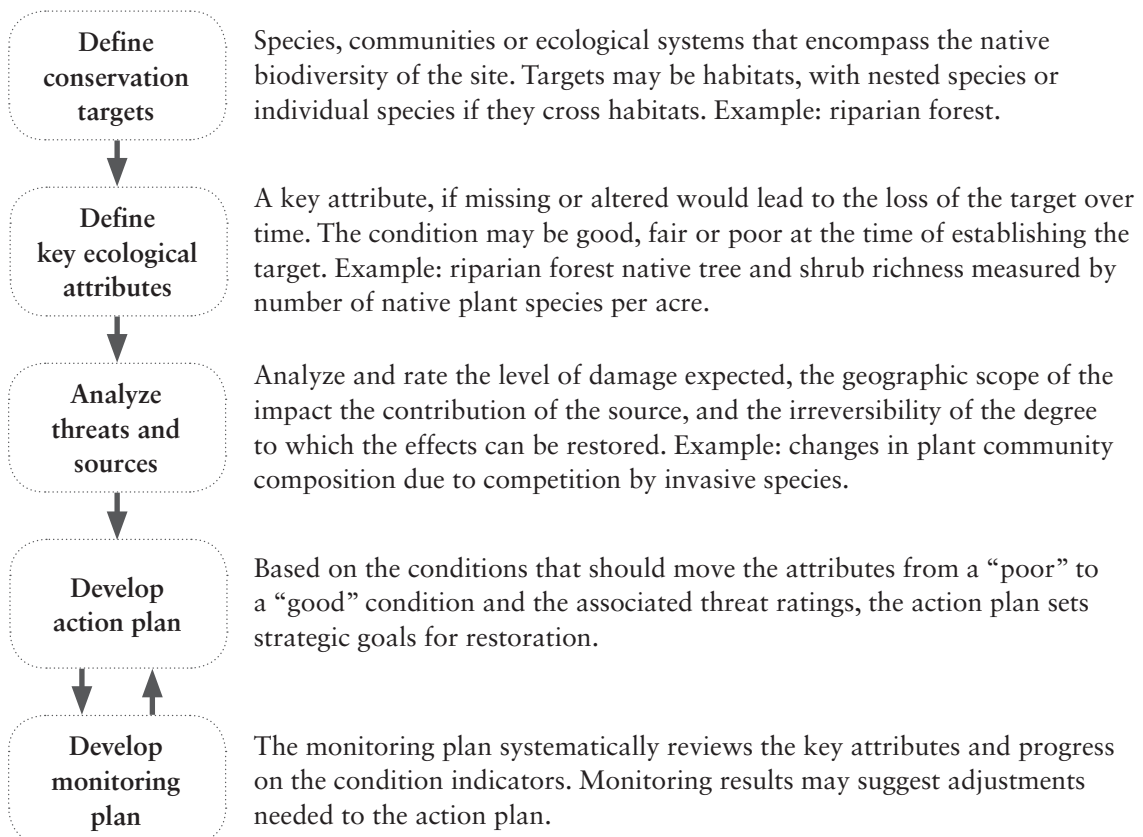 Define
conservation
targets
Species, communities or ecological systems that encompass the native
biodiversity of the site. Targets may be habitats, with nested species or
individual species if they cross habitats. Example: riparian forest.
Define
key ecological
attributes
A key attribute, if missing or altered would lead to the loss of the target over
time. The condition may be good, fair or poor at the time of establishing the
target. Example: riparian forest native tree and shrub richness measured by
number of native plant species per acre.
Analyze
threats and
sources
Analyze and rate the level of damage expected, the geographic scope of the
impact the contribution of the source, and the irreversibility of the degree
to which the effects can be restored. Example: changes in plant community
composition due to competition by invasive species.
Develop
action plan
Based on the conditions that should move the attributes from a “poor” to
a “good” condition and the associated threat ratings, the action plan sets
strategic goals for restoration.
Develop
monitoring
plan
The monitoring plan systematically reviews the key attributes and progress
on the condition indicators. Monitoring results may suggest adjustments
needed to the action plan.